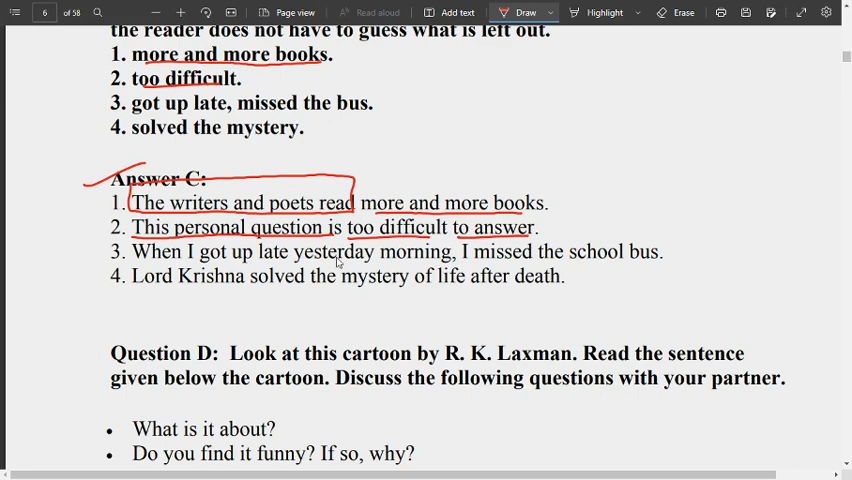 6 of 58
Page view
Read aloud
Add text
Draw
Highlight
Erase
the reader does not have to guess what is left out.
1. more and more books.
2. too difficult.
3. got up late, missed the bus.
4. solved the mystery.
Answer C:
1. The writers and poets read more and more books.
2. This personal question is too difficult to answer.
3. When I got up late yesterday morning, I missed the school bus.
4. Lord Krishna solved the mystery of life after death.
Question D: Look at this cartoon by R. K. Laxman. Read the sentence
given below the cartoon. Discuss the following questions with your partner.
• What is it about?
• Do you find it funny? If so, why?